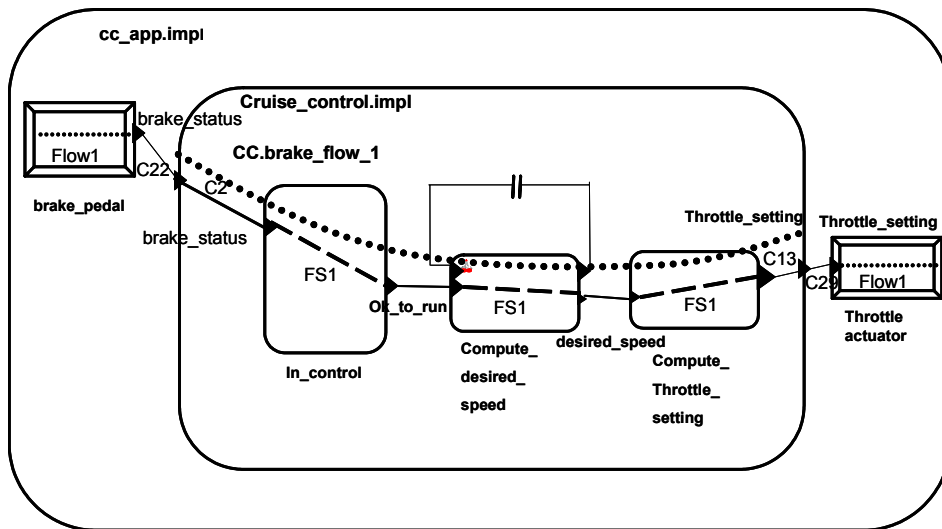 cc_app.impl
Cruise_control.impl
brake_status
Flow1
CC.brake_flow_1
C22
C2
brake_pedal
Throttle_setting
Throttle_setting
brake_status
C13
FS1
C29
Flow1
Ok_to_run
FS1
FS1
desired_speed
Throttle
actuator
In_control
Compute_
desired_
speed
Compute_
Throttle_
setting